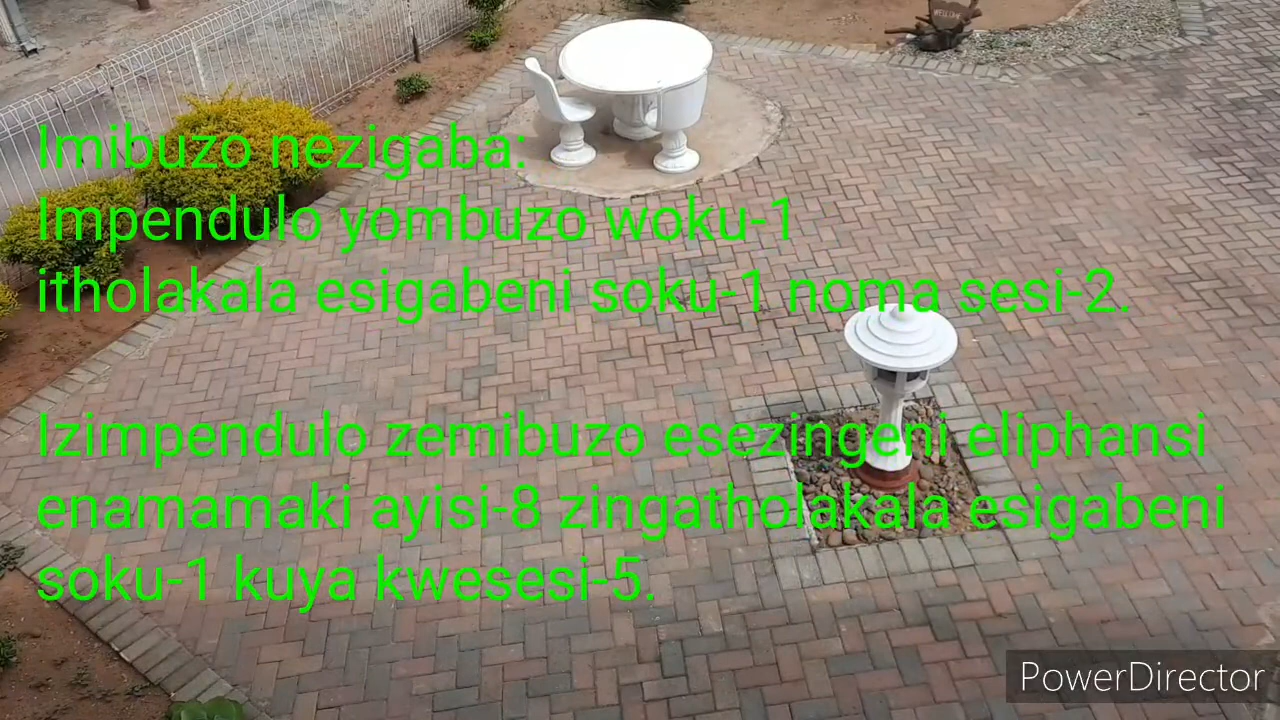 WELCOME
Imibuzo nezigaba:
Impendulo yombuzo woku-1
itholakala esigabeni soku-1 noma sesi-2.
Izimpendulo zemibuzo esezingeni eliphansi
enamamaki ayisi-8 zingatholakala esigabeni
soku-1 kuya kwesesi-5.
PowerDirector